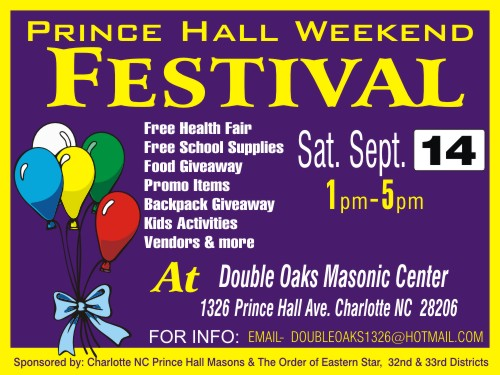 PRINCE HALL WEEKEND
FESTIVAL
Free Health Fair
Free School Supplies
Food Giveaway
Promo Items
Backpack Giveaway
Kids Activities
Vendors & more
Sat. Sept. 14
1pm-5pm
At Double Oaks Masonic Center
1326 Prince Hall Ave. Charlotte NC 28206
FOR INFO: EMAIL- DOUBLEOAKS1326@HOTMAIL.COM
Sponsored by: Charlotte NC Prince Hall Masons & The Order of Eastern Star, 32nd & 33rd Districts